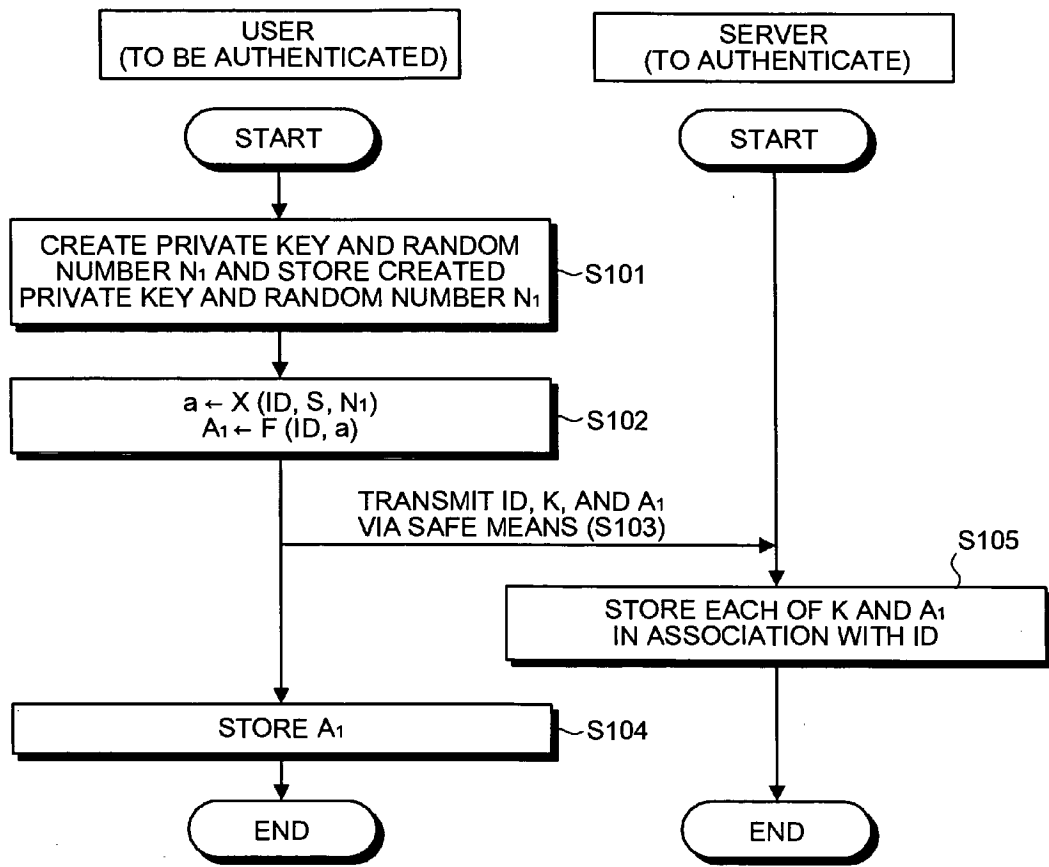 USER
(TO BE AUTHENTICATED)
SERVER
(TO AUTHENTICATE)
START
START
CREATE PRIVATE KEY AND RANDOM
NUMBER N₁ AND STORE CREATED
PRIVATE KEY AND RANDOM NUMBER N₁
S101
a ← X (ID, S, N₁)
A₁ ← F (ID, a)
S102
TRANSMIT ID, K, AND A₁
VIA SAFE MEANS (S103)
S105
STORE EACH OF K AND A₁
IN ASSOCIATION WITH ID
STORE A₁
S104
END
END